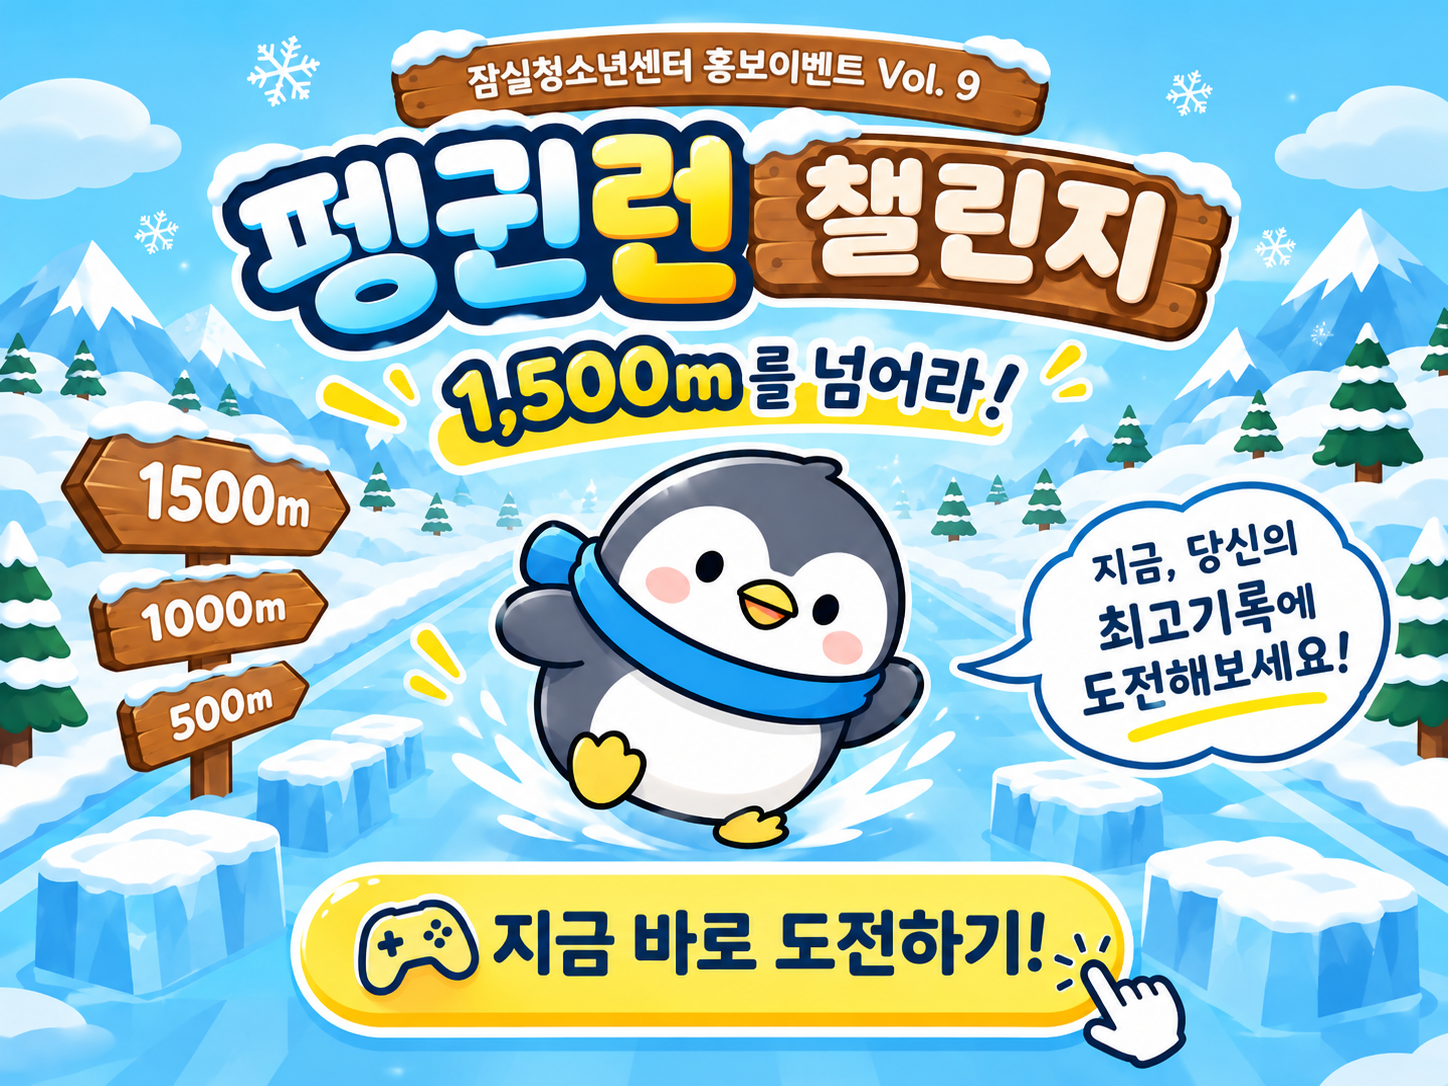 잠실청소년센터 홍보이벤트 Vol. 9
펭귄런 챌린지
1,500m를 넘어라!
1500m
1000m
500m
지금, 당신의
최고기록에
도전해보세요!
지금 바로 도전하기!